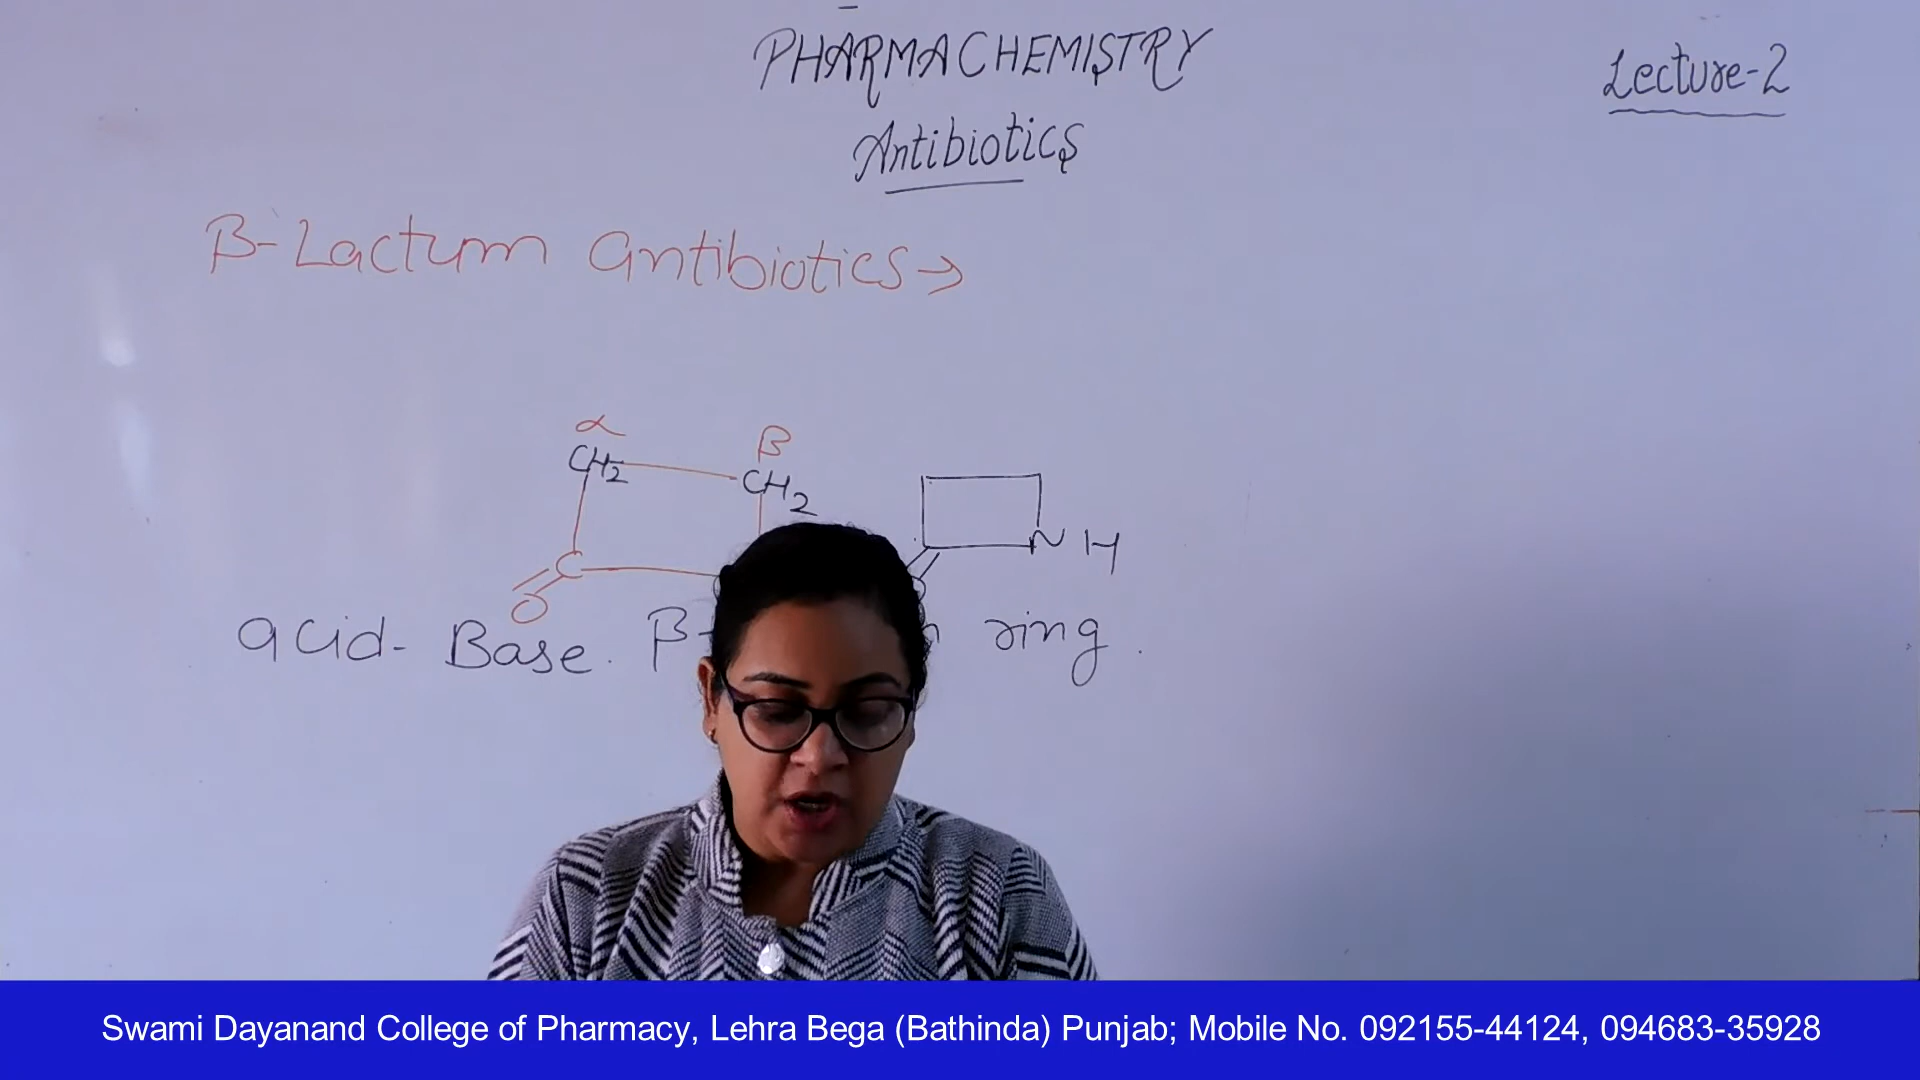 PHARMACHEMISTRY
Lecture-2
Antibiotics
β-Lactum antibiotics→
α
β
CH2
CH2
N H
C
O
acid- Base. β- ring.
Swami Dayanand College of Pharmacy, Lehra Bega (Bathinda) Punjab; Mobile No. 092155-44124, 094683-35928